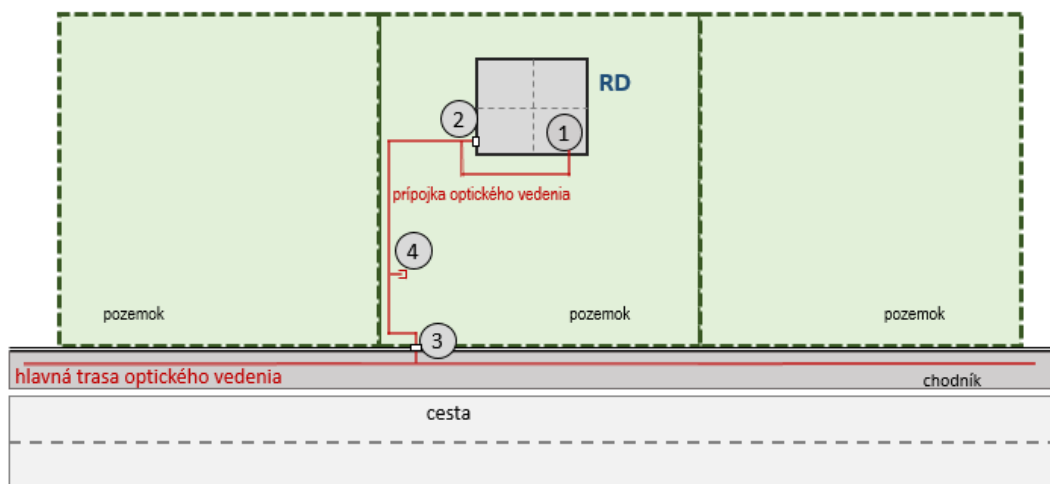 RD
2
1
prípojka optického vedenia
4
pozemok
pozemok
pozemok
3
hlavná trasa optického vedenia
chodník
cesta